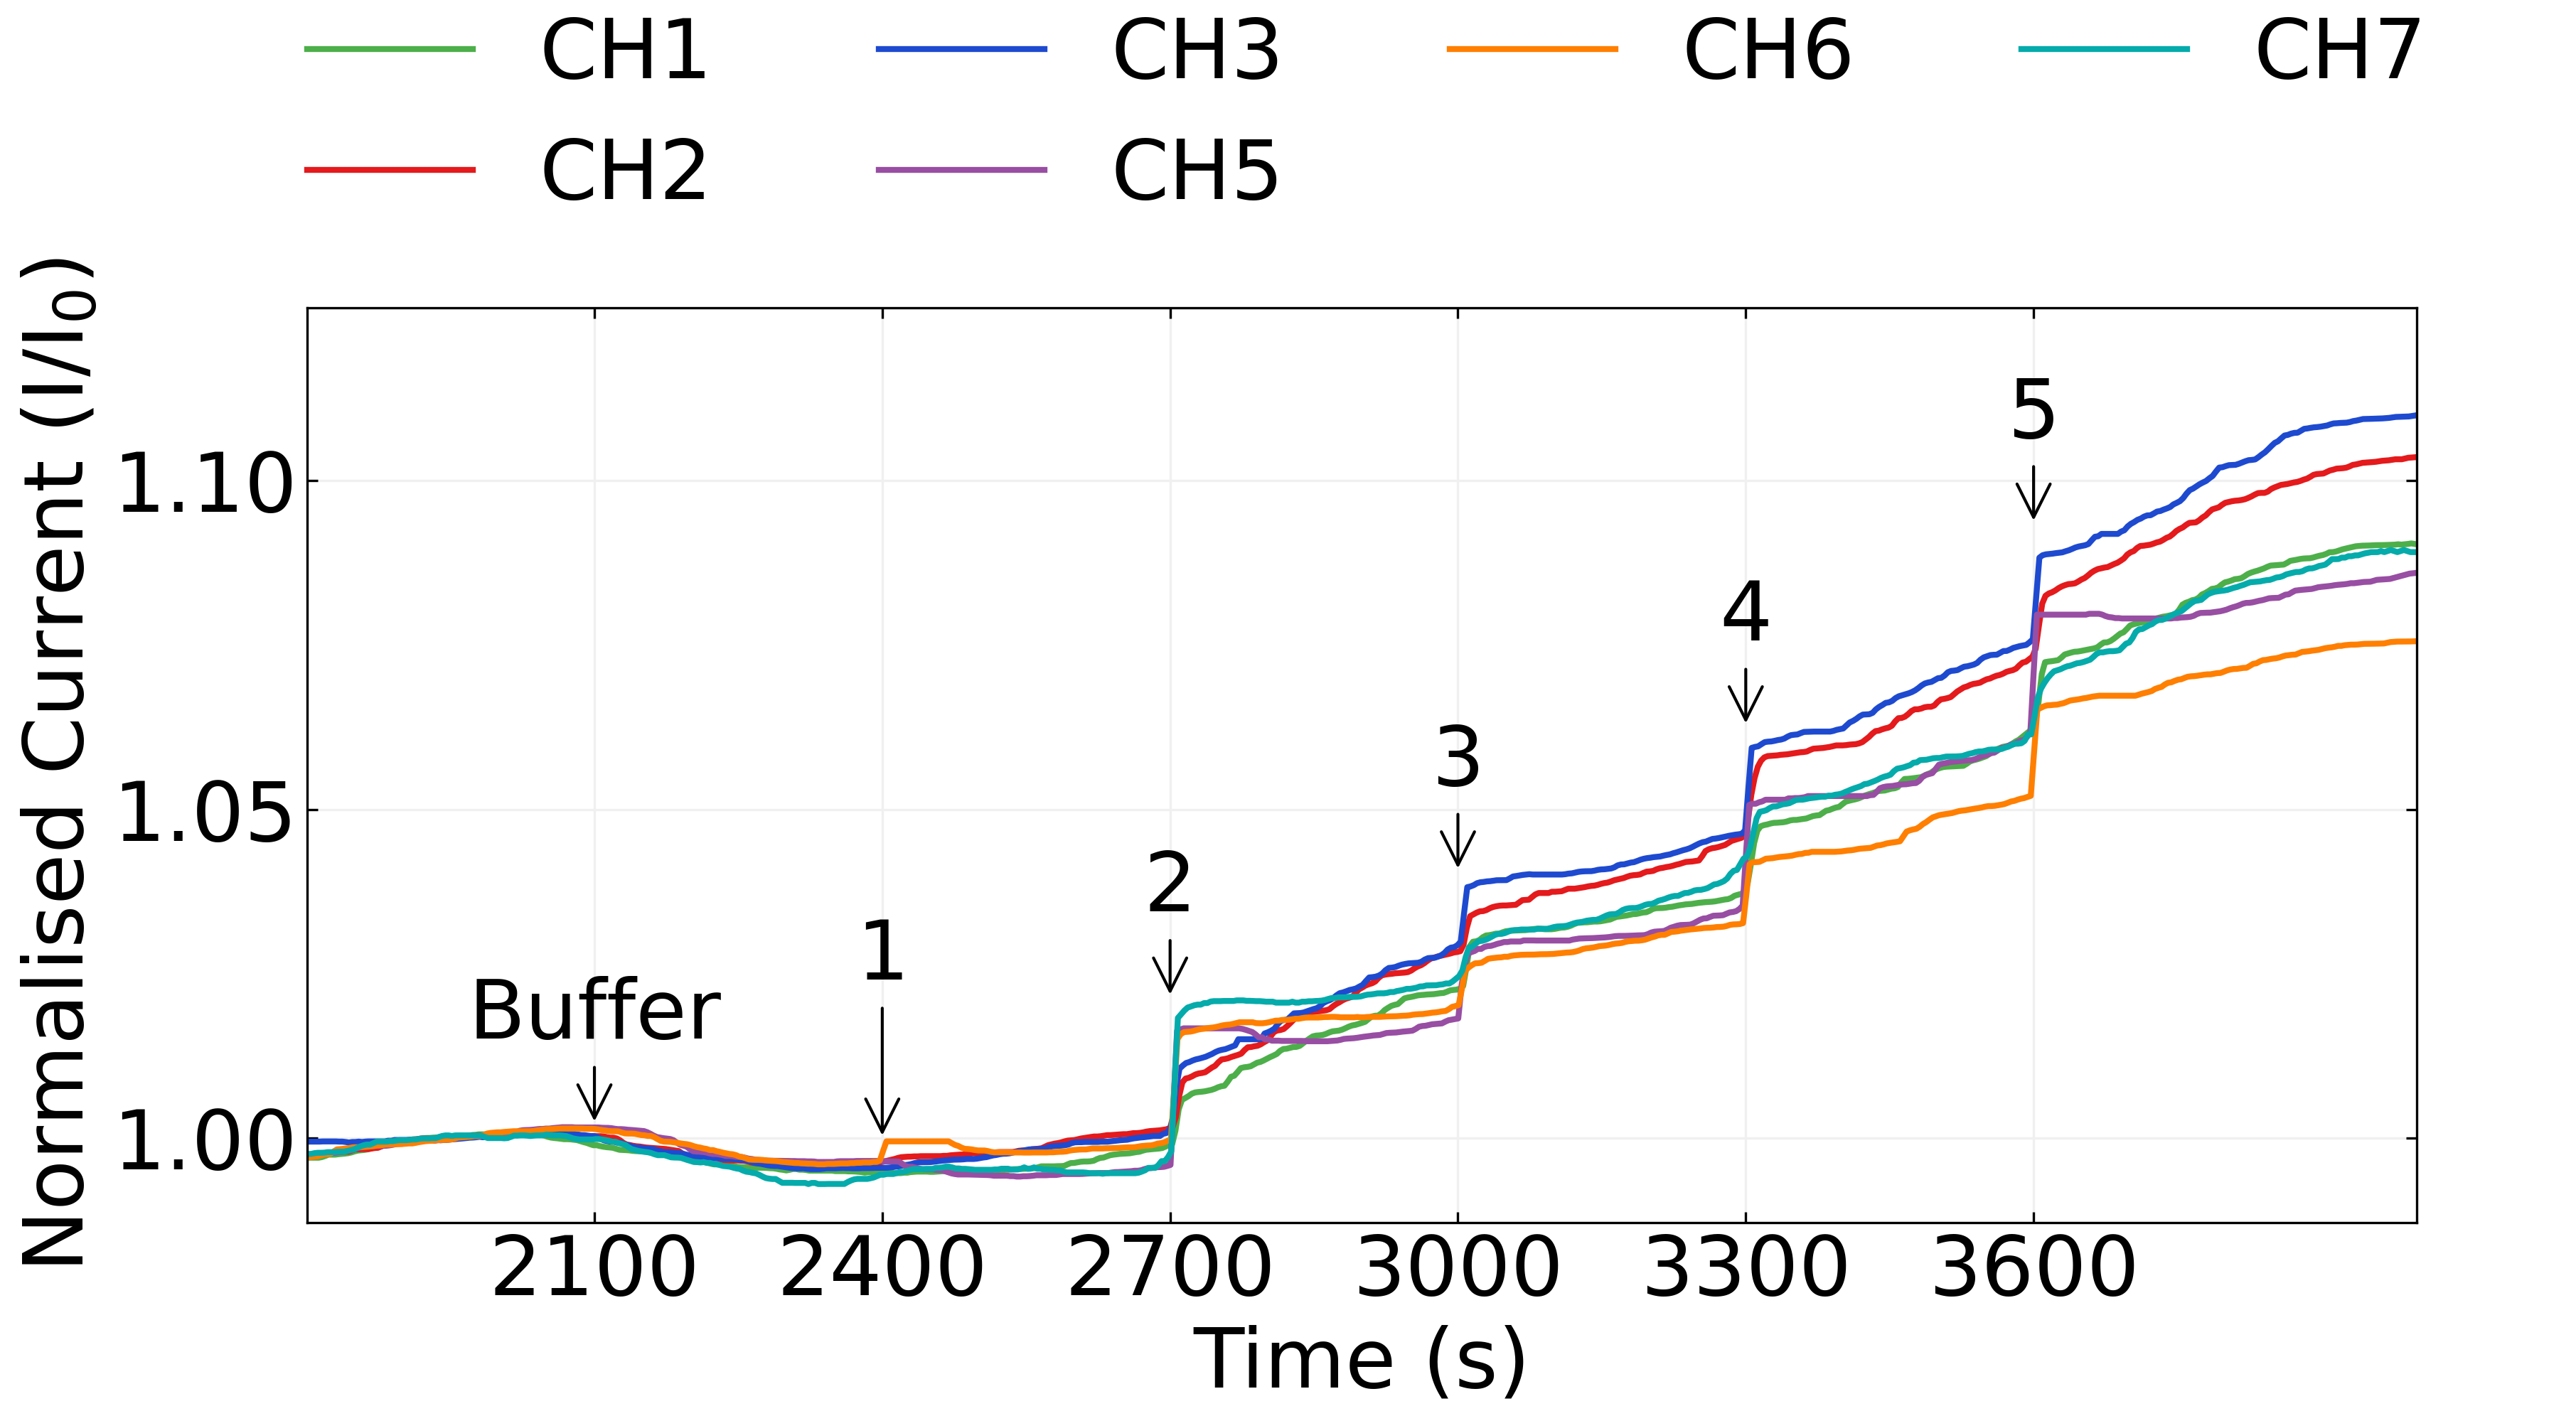 CH1 CH3 CH6 CH7
CH2 CH5
Normalised Current (I/I₀)
1.10
1.05
1.00
Buffer
1
2
3
4
5
2100 2400 2700 3000 3300 3600
Time (s)